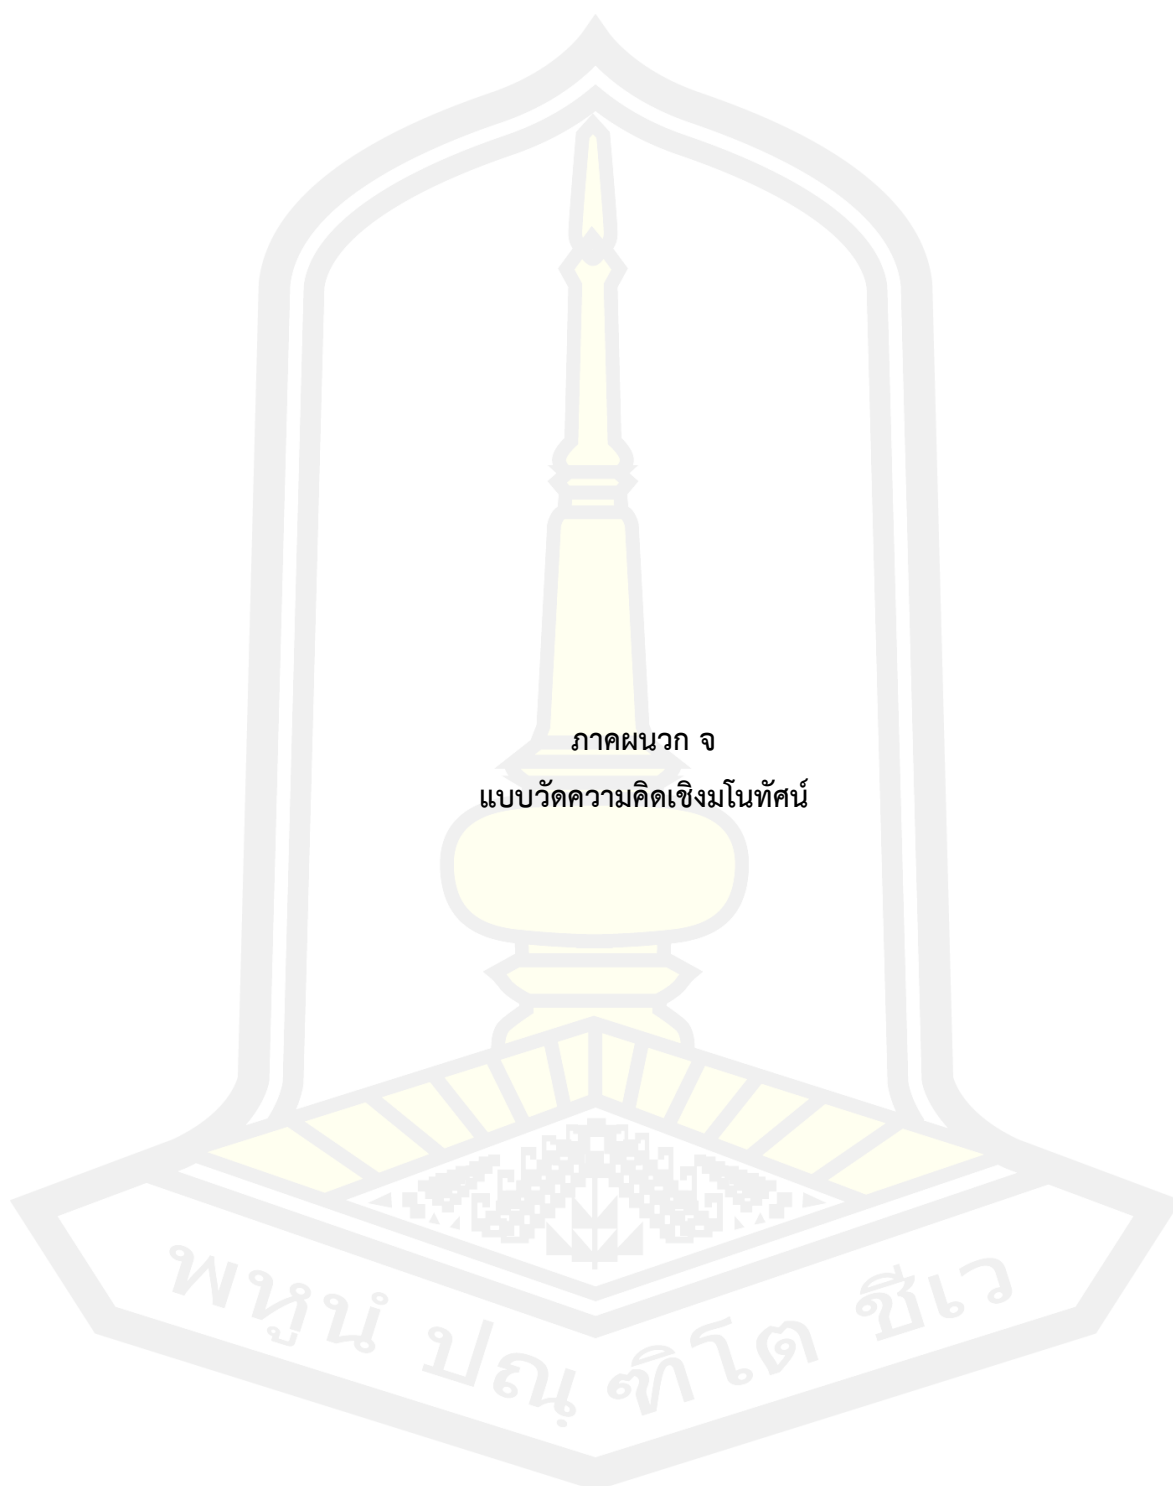 ภาคผนวก จ
แบบวัดความคิดเชิงมโนทัศน์
พหูนํ ปณฺฑิโต ชีเว